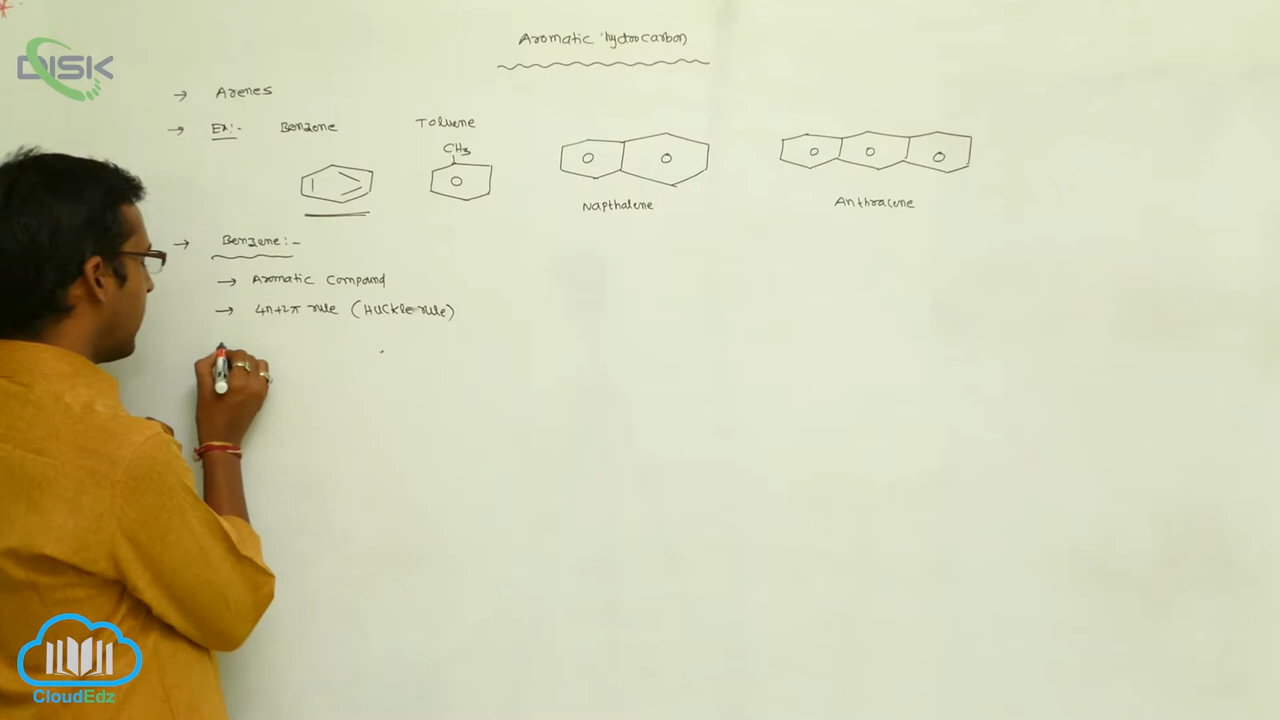 Aromatic hydrocarbon
DISK
→ Arenes
→ Ex:- Benzene Toluene
CH3
Napthalene Anthracene
→ Benzene:-
→ Aromatic Compound
→ 4n+2π rule (Huckle rule)
CloudEdz